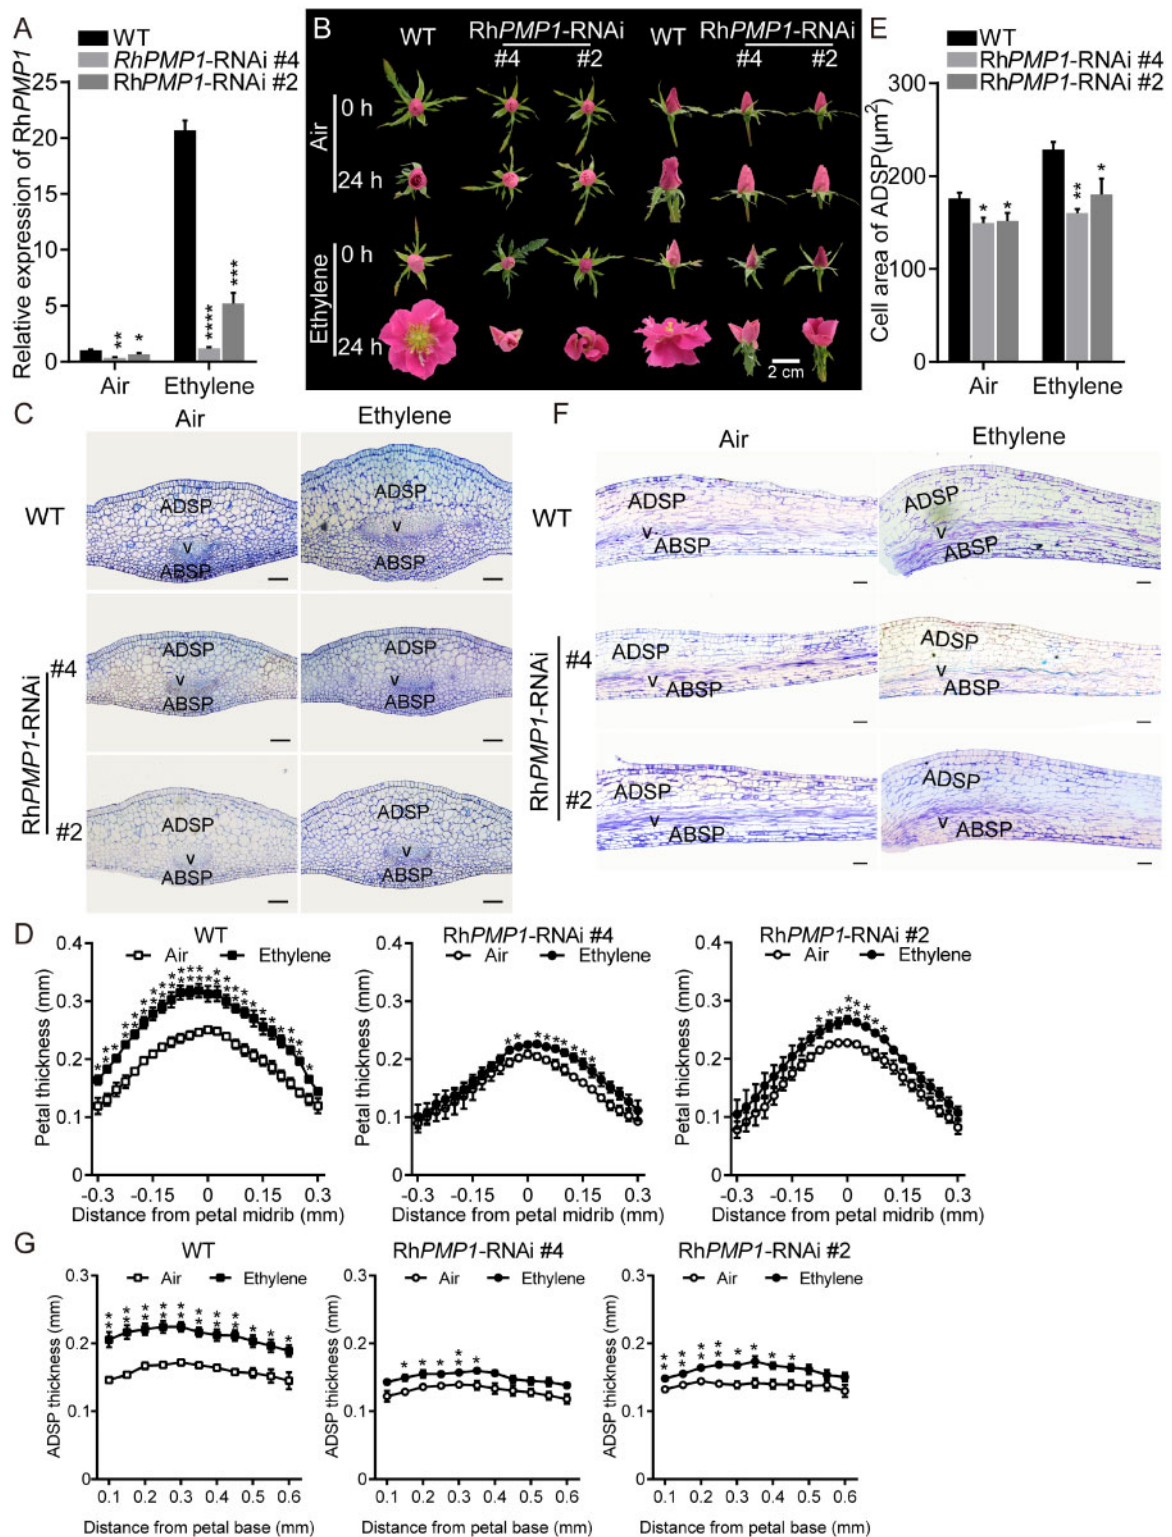 A
WT
RhPMP1-RNAi #4
RhPMP1-RNAi #2
Relative expression of RhPMP1
25
20
15
10
5
0
** * **** ***
Air Ethylene
B
WT RhPMP1-RNAi WT RhPMP1-RNAi
#4 #2 #4 #2
Air
0 h
24 h
Ethylene
0 h
24 h
2 cm
E
WT
RhPMP1-RNAi #4
RhPMP1-RNAi #2
Cell area of ADSP(μm²)
300
200
100
0
* * ** *
Air Ethylene
C
Air Ethylene
WT
ADSP ADSP
V V
ABSP ABSP
RhPMP1-RNAi
#4
ADSP ADSP
V V
ABSP ABSP
#2
ADSP ADSP
V V
ABSP ABSP
F
Air Ethylene
WT
ADSP ADSP
V V
ABSP ABSP
RhPMP1-RNAi
#4
ADSP ADSP
V V
ABSP ABSP
#2
ADSP ADSP
V V
ABSP ABSP
D
WT
Air Ethylene
Petal thickness (mm)
0.4
0.3
0.2
0.1
0
-0.3 -0.15 0 0.15 0.3
Distance from petal midrib (mm)
RhPMP1-RNAi #4
Air Ethylene
Petal thickness (mm)
0.4
0.3
0.2
0.1
0
-0.3 -0.15 0 0.15 0.3
Distance from petal midrib (mm)
RhPMP1-RNAi #2
Air Ethylene
Petal thickness (mm)
0.4
0.3
0.2
0.1
0
-0.3 -0.15 0 0.15 0.3
Distance from petal midrib (mm)
G
WT
Air Ethylene
ADSP thickness (mm)
0.3
0.2
0.1
0
0.1 0.2 0.3 0.4 0.5 0.6
Distance from petal base (mm)
RhPMP1-RNAi #4
Air Ethylene
ADSP thickness (mm)
0.3
0.2
0.1
0
0.1 0.2 0.3 0.4 0.5 0.6
Distance from petal base (mm)
RhPMP1-RNAi #2
Air Ethylene
ADSP thickness (mm)
0.3
0.2
0.1
0
0.1 0.2 0.3 0.4 0.5 0.6
Distance from petal base (mm)